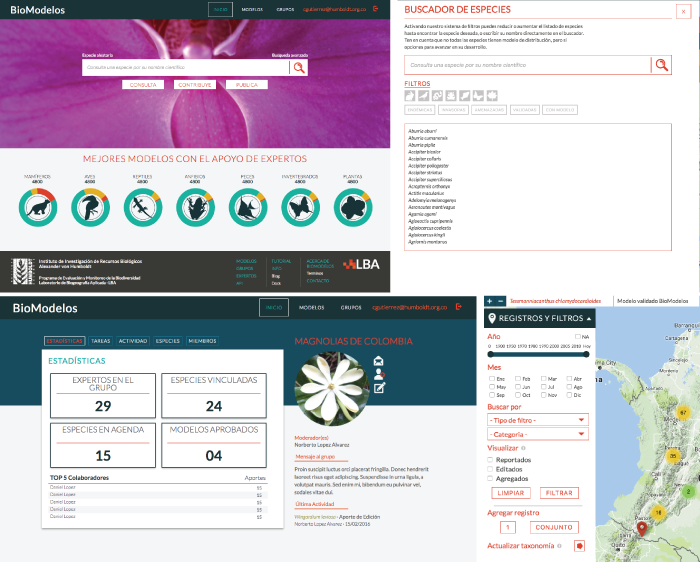 BioModelos
INICIO MODELOS GRUPOS cgutierrez@humboldt.org.co
Especie aleatoria Busqueda avanzada
Consulta una especie por su nombre científico
CONSULTA CONTRIBUYE PUBLICA
MEJORES MODELOS CON EL APOYO DE EXPERTOS
MAMÍFEROS AVES REPTILES ANFIBIOS PECES INVERTEBRADOS PLANTAS
4800 4800 4800 4800 4800 4800 4800
Instituto de Investigación de Recursos Biológicos
Alexander von Humboldt
Programa de Evaluación y Monitoreo de la Biodiversidad
Laboratorio de Biogeografía Aplicada LBA
MODELOS
GRUPOS
EXPERTOS
API
TUTORIAL
Blog
Docs
ACERCA DE
BIOMODELOS
Términos
CONTACTO
LBA
BUSCADOR DE ESPECIES
x
Activando nuestro sistema de filtros puedes reducir o aumentar el listado de especies
hasta encontrar la especie deseada, o escribir su nombre directamente en el buscador.
Ten en cuenta que no todas las especies tienen modelo de distribución, pero sí
opciones para avanzar en su desarrollo.
Consulta una especie por su nombre científico
FILTROS
ENDÉMICAS INVASORAS AMENAZADAS VALIDADAS CON MODELO
Aburria aburri
Aburria cumanensis
Aburria pipile
Accipiter bicolor
Accipiter collaris
Accipiter poliogaster
Accipiter striatus
Accipiter superciliosus
Acropternis orthonyx
Actitis macularius
Adelomyia melanogenys
Aeronautes montivagus
Agamia agami
Aglaeactis cupripennis
Aglaiocercus coelestis
Aglaiocercus kingii
Agriornis montanus
BioModelos
INICIO MODELOS GRUPOS cgutierrez@humboldt.org.co
ESTADÍSTICAS TAREAS ACTIVIDAD ESPECIES MIEMBROS
ESTADÍSTICAS
EXPERTOS EN EL
GRUPO
29
ESPECIES VINCULADAS
24
ESPECIES EN AGENDA
15
MODELOS APROBADOS
04
TOP 5 Colaboradores Aportes
Daniel Lopez 55
Daniel Lopez 55
Daniel Lopez 55
Daniel Lopez 55
Daniel Lopez 55
MAGNOLIAS DE COLOMBIA
Moderador(es)
Norberto Lopez Alvarez
Mensaje al grupo
Proin suscipit luctus orci placerat fringilla. Donec hendrerit
laoreet risus eget adipiscing. Suspendisse in urna ligula, a
volutpat mauris. Sed enim mi, bibendum eu pulvinar vel,
sodales vitae dui.
Última Actividad
- Aporte de Edición
Norberto Lopez Alvarez - 15/02/2016
+ −
Modelo validado BioModelos
REGISTROS Y FILTROS
Año NA
0 1900 1950 1970 1980 1990 2000 2005 2010 Hoy
Mes
Ene Feb Mar Abr
May Jun Jul Ago
Sep Oct Nov Dic
Buscar por
- Tipo de filtro -
- Categoría -
Visualizar
Reportados
Editados
Agregados
LIMPIAR FILTRAR
Agregar registro
1 CONJUNTO
Actualizar taxonomía
Barranquilla
Cartagena
67
35
2
18
Pasto
Quito